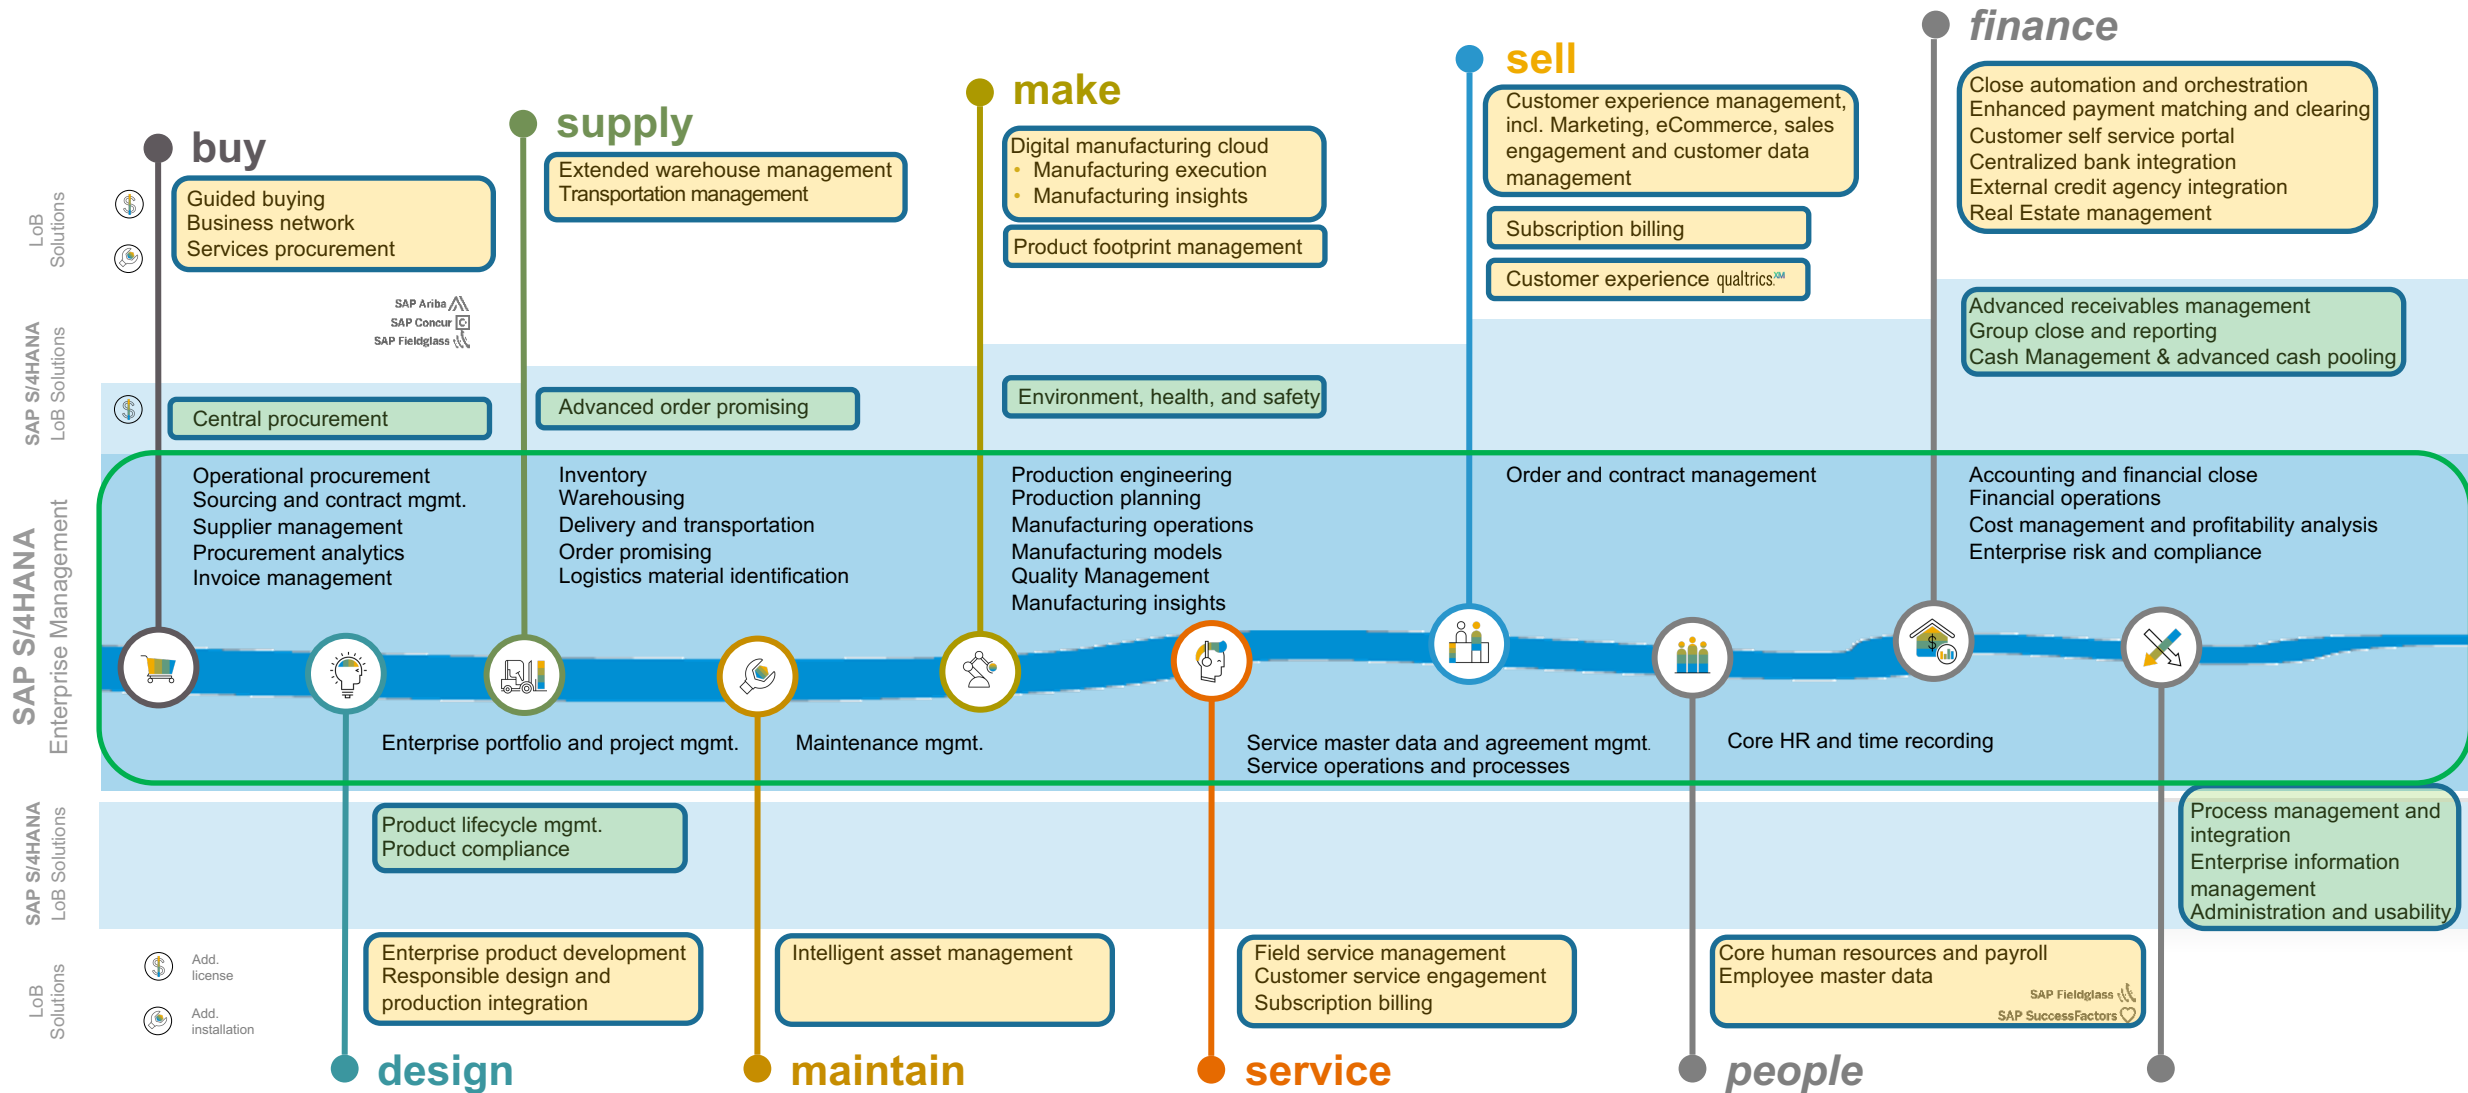 finance
Close automation and orchestration
Enhanced payment matching and clearing
Customer self service portal
Centralized bank integration
External credit agency integration
Real Estate management
sell
Customer experience management,
incl. Marketing, eCommerce, sales
engagement and customer data
management
Subscription billing
Customer experience qualtrics.XM
make
Digital manufacturing cloud
• Manufacturing execution
• Manufacturing insights
Product footprint management
supply
Extended warehouse management
Transportation management
buy
Guided buying
Business network
Services procurement
SAP Ariba
SAP Concur C
SAP Fieldglass
LoB
Solutions
SAP S/4HANA
LoB Solutions
Central procurement
Advanced order promising
Environment, health, and safety
Advanced receivables management
Group close and reporting
Cash Management & advanced cash pooling
SAP S/4HANA
Enterprise Management
Operational procurement
Sourcing and contract mgmt.
Supplier management
Procurement analytics
Invoice management
Inventory
Warehousing
Delivery and transportation
Order promising
Logistics material identification
Production engineering
Production planning
Manufacturing operations
Manufacturing models
Quality Management
Manufacturing insights
Order and contract management
Accounting and financial close
Financial operations
Cost management and profitability analysis
Enterprise risk and compliance
Enterprise portfolio and project mgmt.
Maintenance mgmt.
Service master data and agreement mgmt.
Service operations and processes
Core HR and time recording
SAP S/4HANA
LoB Solutions
Product lifecycle mgmt.
Product compliance
Process management and
integration
Enterprise information
management
Administration and usability
LoB
Solutions
Add.
license
Add.
installation
Enterprise product development
Responsible design and
production integration
Intelligent asset management
Field service management
Customer service engagement
Subscription billing
Core human resources and payroll
Employee master data
SAP Fieldglass
SAP SuccessFactors
design
maintain
service
people